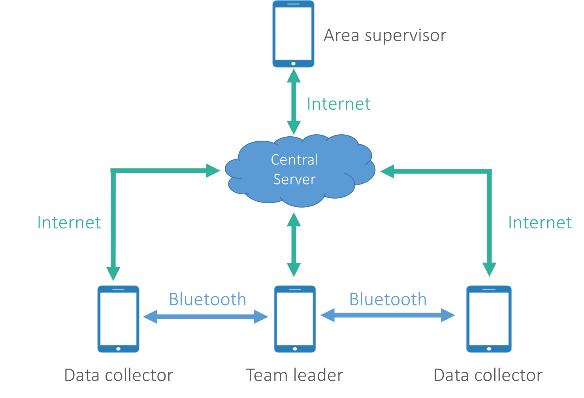 Area supervisor
Internet
Central
Server
Internet
Internet
Bluetooth
Bluetooth
Data collector
Team leader
Data collector